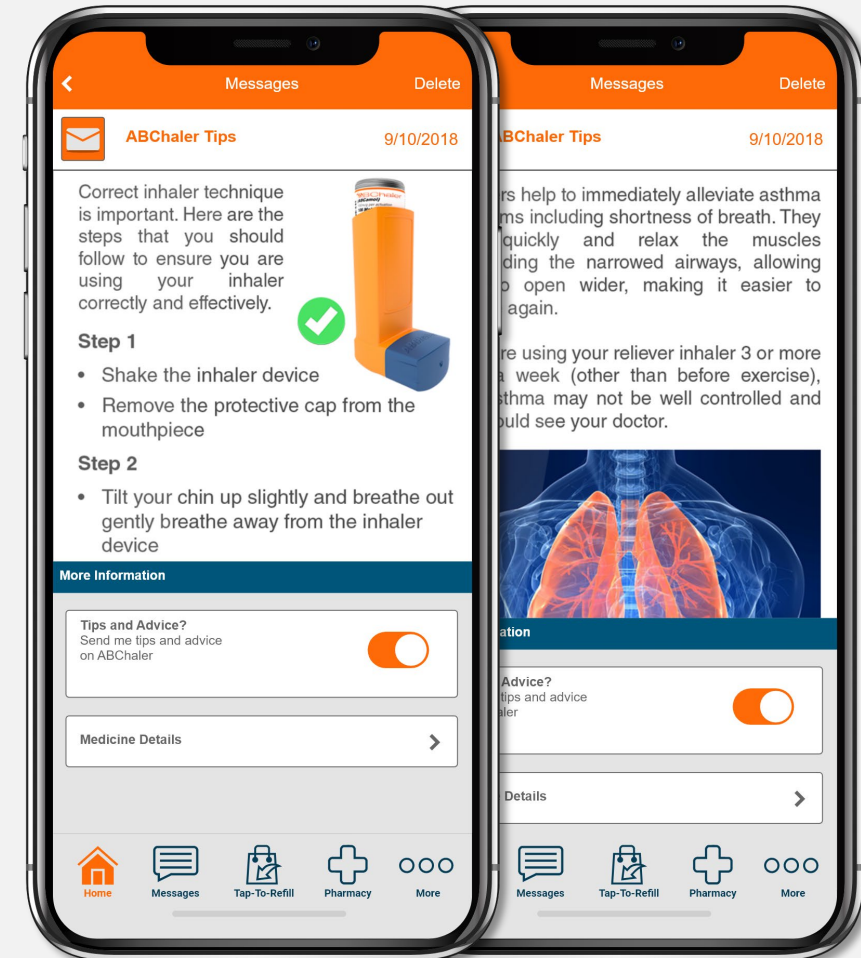 Messages
Delete
ABChaler Tips
9/10/2018
Correct inhaler technique
is important. Here are the
steps that you should
follow to ensure you are
using your inhaler
correctly and effectively.
Step 1
• Shake the inhaler device
• Remove the protective cap from the
mouthpiece
Step 2
• Tilt your chin up slightly and breathe out
gently breathe away from the inhaler
device
More Information
Tips and Advice?
Send me tips and advice
on ABChaler
Medicine Details
Home
Messages
Tap-To-Refill
Pharmacy
More
Messages
Delete
BChaler Tips
9/10/2018
rs help to immediately alleviate asthma
ms including shortness of breath. They
quickly and relax the muscles
ding the narrowed airways, allowing
o open wider, making it easier to
again.
re using your reliever inhaler 3 or more
a week (other than before exercise),
sthma may not be well controlled and
ould see your doctor.
ation
Advice?
tips and advice
aler
Details
Messages
Tap-To-Refill
Pharmacy
More